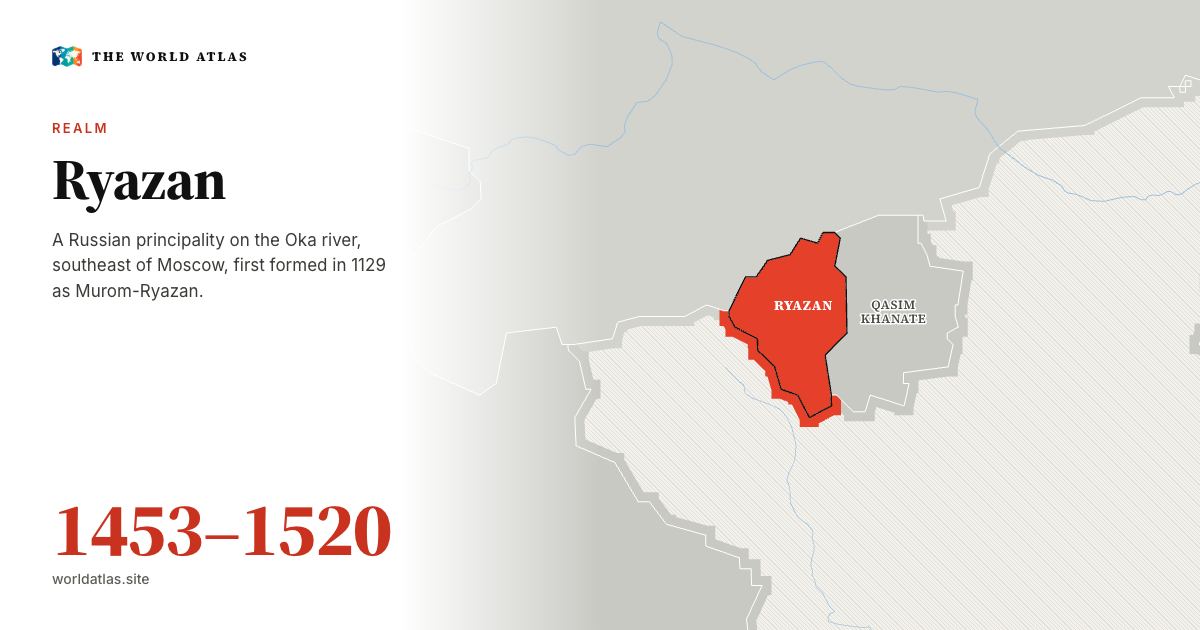 THE WORLD ATLAS
REALM
Ryazan
A Russian principality on the Oka river,
southeast of Moscow, first formed in 1129
as Murom-Ryazan.
RYAZAN
QASIM
KHANATE
1453–1520
worldatlas.site